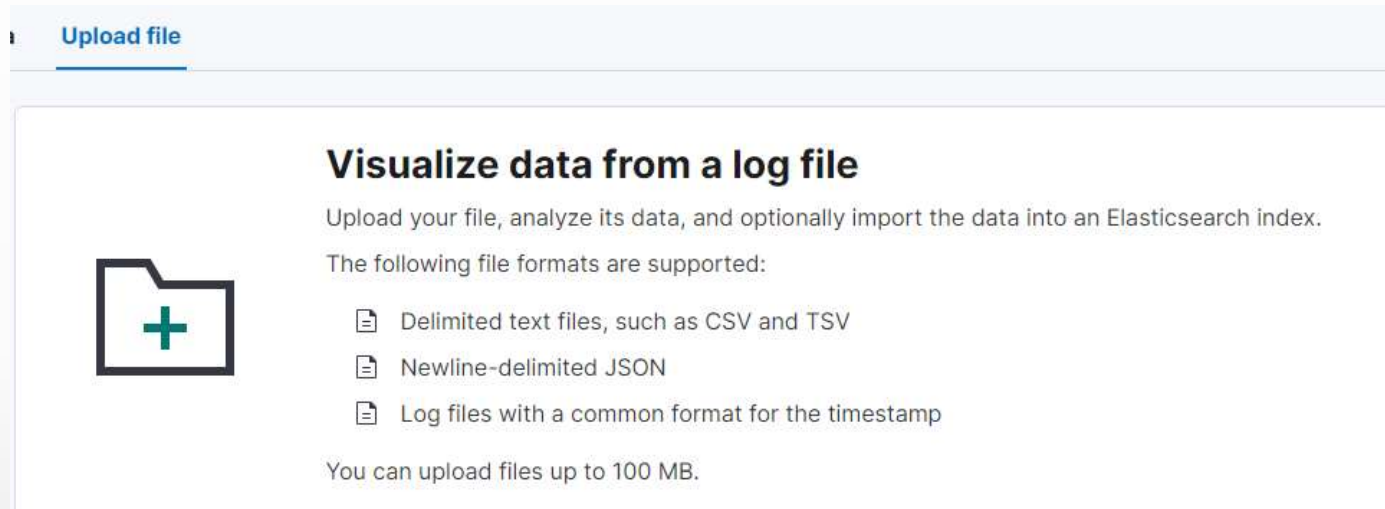 Upload file
Visualize data from a log file
Upload your file, analyze its data, and optionally import the data into an Elasticsearch index.
The following file formats are supported:
Delimited text files, such as CSV and TSV
Newline-delimited JSON
Log files with a common format for the timestamp
You can upload files up to 100 MB.